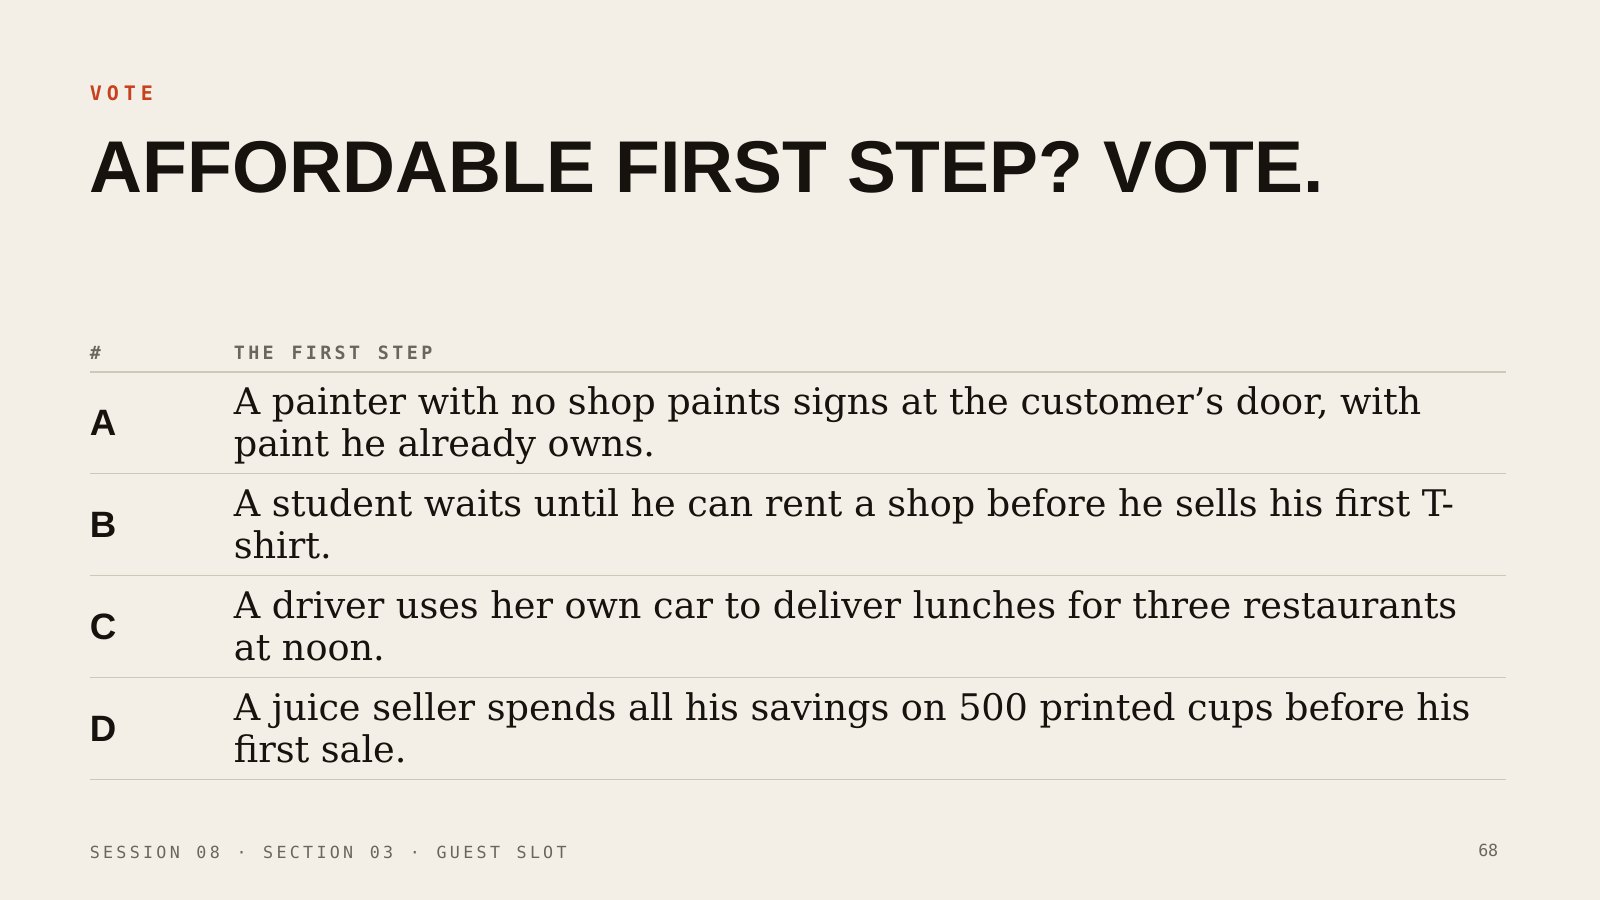 VOTE
AFFORDABLE FIRST STEP? VOTE.
# THE FIRST STEP
A A painter with no shop paints signs at the customer’s door, with
paint he already owns.
B A student waits until he can rent a shop before he sells his first T-
shirt.
C A driver uses her own car to deliver lunches for three restaurants
at noon.
D A juice seller spends all his savings on 500 printed cups before his
first sale.
SESSION 08 · SECTION 03 · GUEST SLOT
68